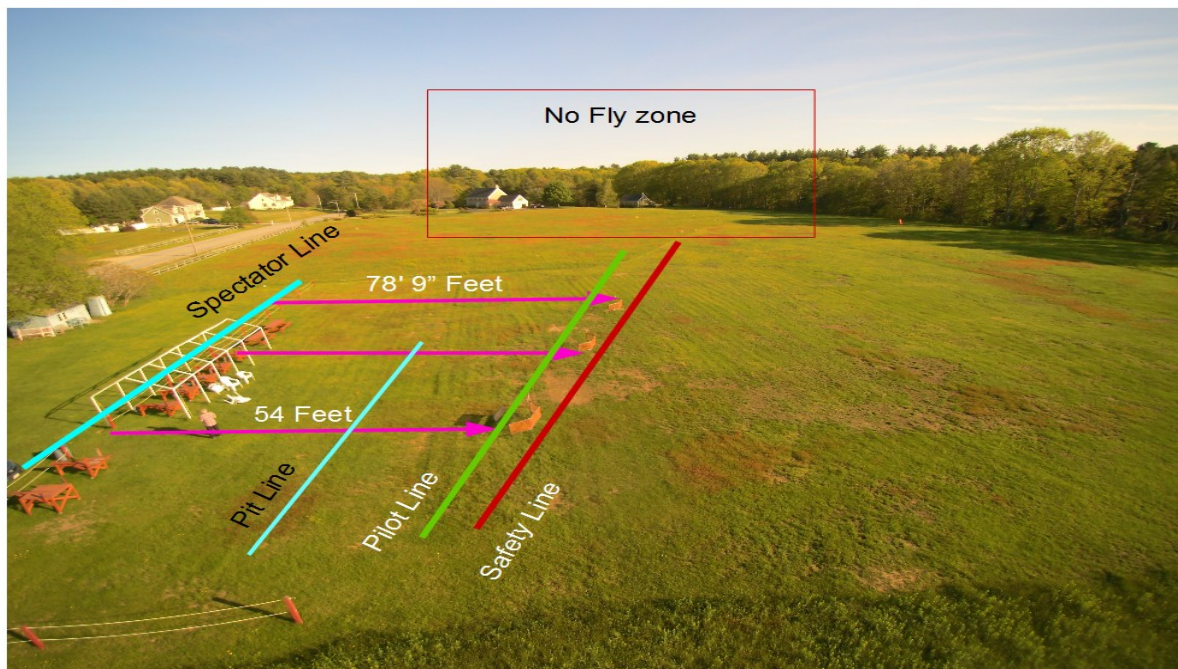 No Fly zone
Spectator Line
78' 9” Feet
54 Feet
Pit Line
Pilot Line
Safety Line